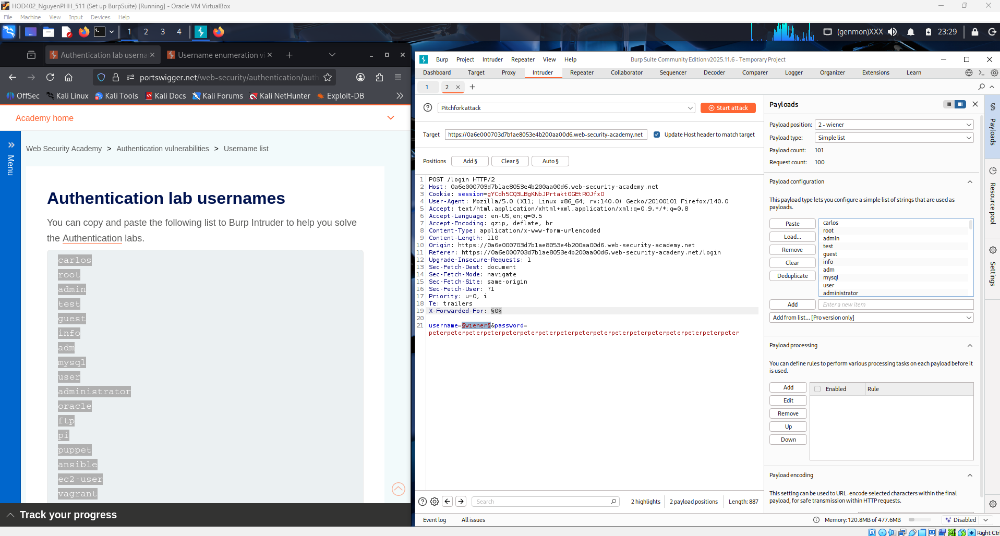 HOD402_NguyenPHH_511 (Set up BurpSuite) [Running] - Oracle VM VirtualBox
File Machine View Input Devices Help
1 2 3 4
(genmon)XXX 23:29
Authentication lab userna
Username enumeration vi
portswigger.net/web-security/authentication/auth
OffSec Kali Linux Kali Tools Kali Docs Kali Forums Kali NetHunter Exploit-DB
Academy home
Menu
Web Security Academy > Authentication vulnerabilities > Username list
Authentication lab usernames
You can copy and paste the following list to Burp Intruder to help you solve
the Authentication labs.
carlos
root
admin
test
guest
info
adm
mysql
user
administrator
oracle
ftp
pi
puppet
ansible
ec2-user
vagrant
Track your progress
Burp Project Intruder Repeater View Help
Burp Suite Community Edition v2025.11.6 - Temporary Project
Dashboard Target Proxy Intruder Repeater Collaborator Sequencer Decoder Comparer Logger Organizer Extensions Learn
1 2
Pitchfork attack
Start attack
Target https://0a6e000703d7b1ae8053e4b200aa00d6.web-security-academy.net Update Host header to match target
Positions Add § Clear § Auto §
1 POST /login HTTP/2
2 Host: 0a6e000703d7b1ae8053e4b200aa00d6.web-security-academy.net
3 Cookie: session=gYCdh5CQ3LBgKNbJPrtakt0GEtR0Jfx0
4 User-Agent: Mozilla/5.0 (X11; Linux x86_64; rv:140.0) Gecko/20100101 Firefox/140.0
5 Accept: text/html,application/xhtml+xml,application/xml;q=0.9,*/*;q=0.8
6 Accept-Language: en-US,en;q=0.5
7 Accept-Encoding: gzip, deflate, br
8 Content-Type: application/x-www-form-urlencoded
9 Content-Length: 110
10 Origin: https://0a6e000703d7b1ae8053e4b200aa00d6.web-security-academy.net
11 Referer: https://0a6e000703d7b1ae8053e4b200aa00d6.web-security-academy.net/login
12 Upgrade-Insecure-Requests: 1
13 Sec-Fetch-Dest: document
14 Sec-Fetch-Mode: navigate
15 Sec-Fetch-Site: same-origin
16 Sec-Fetch-User: ?1
17 Priority: u=0, i
18 Te: trailers
19 X-Forwarded-For: §0§
20
21 username=§wiener§&password=
peterpeterpeterpeterpeterpeterpeterpeterpeterpeterpeterpeterpeterpeterpeterpeterpeter
Search
2 highlights 2 payload positions Length: 887
Event log All issues
Memory: 120.8MB of 477.6MB Disabled
Payloads
Payload position: 2 - wiener
Payload type: Simple list
Payload count: 101
Request count: 100
Payload configuration
This payload type lets you configure a simple list of strings that are used as
payloads.
Paste
Load...
Remove
Clear
Deduplicate
carlos
root
admin
test
guest
info
adm
mysql
user
administrator
Add Enter a new item
Add from list... [Pro version only]
Payload processing
You can define rules to perform various processing tasks on each payload before it
is used.
Add
Edit
Remove
Up
Down
Enabled Rule
Payload encoding
This setting can be used to URL-encode selected characters within the final
payload, for safe transmission within HTTP requests.
Payloads
Resource pool
Settings
Right Ctrl